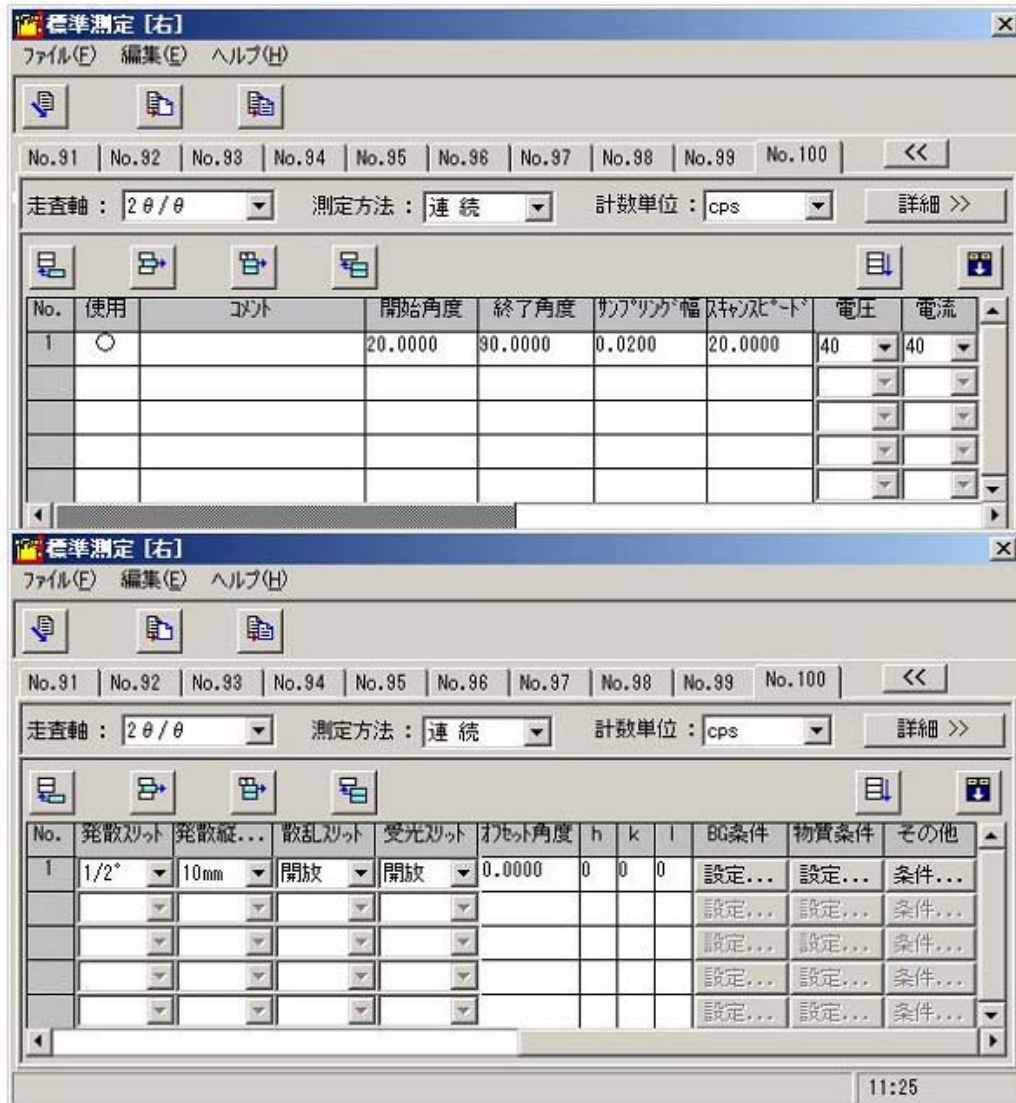 標準測定 [右]
ファイル(F) 編集(E) ヘルプ(H)
No.91 No.92 No.93 No.94 No.95 No.96 No.97 No.98 No.99 No.100 <<
走査軸 : 2θ/θ 測定方法 : 連 続 計数単位 : cps 詳細 >>
No. 使用 コメント 開始角度 終了角度 サンプリング幅 スキャンスピード 電圧 電流
1 ○ 20.0000 90.0000 0.0200 20.0000 40 40
標準測定 [右]
ファイル(F) 編集(E) ヘルプ(H)
No.91 No.92 No.93 No.94 No.95 No.96 No.97 No.98 No.99 No.100 <<
走査軸 : 2θ/θ 測定方法 : 連 続 計数単位 : cps 詳細 >>
No. 発散スリット 発散縦... 散乱スリット 受光スリット オフセット角度 h k l BG条件 物質条件 その他
1 1/2° 10mm 開放 開放 0.0000 0 0 0 設定... 設定... 条件...
設定... 設定... 条件...
設定... 設定... 条件...
設定... 設定... 条件...
設定... 設定... 条件...
11:25